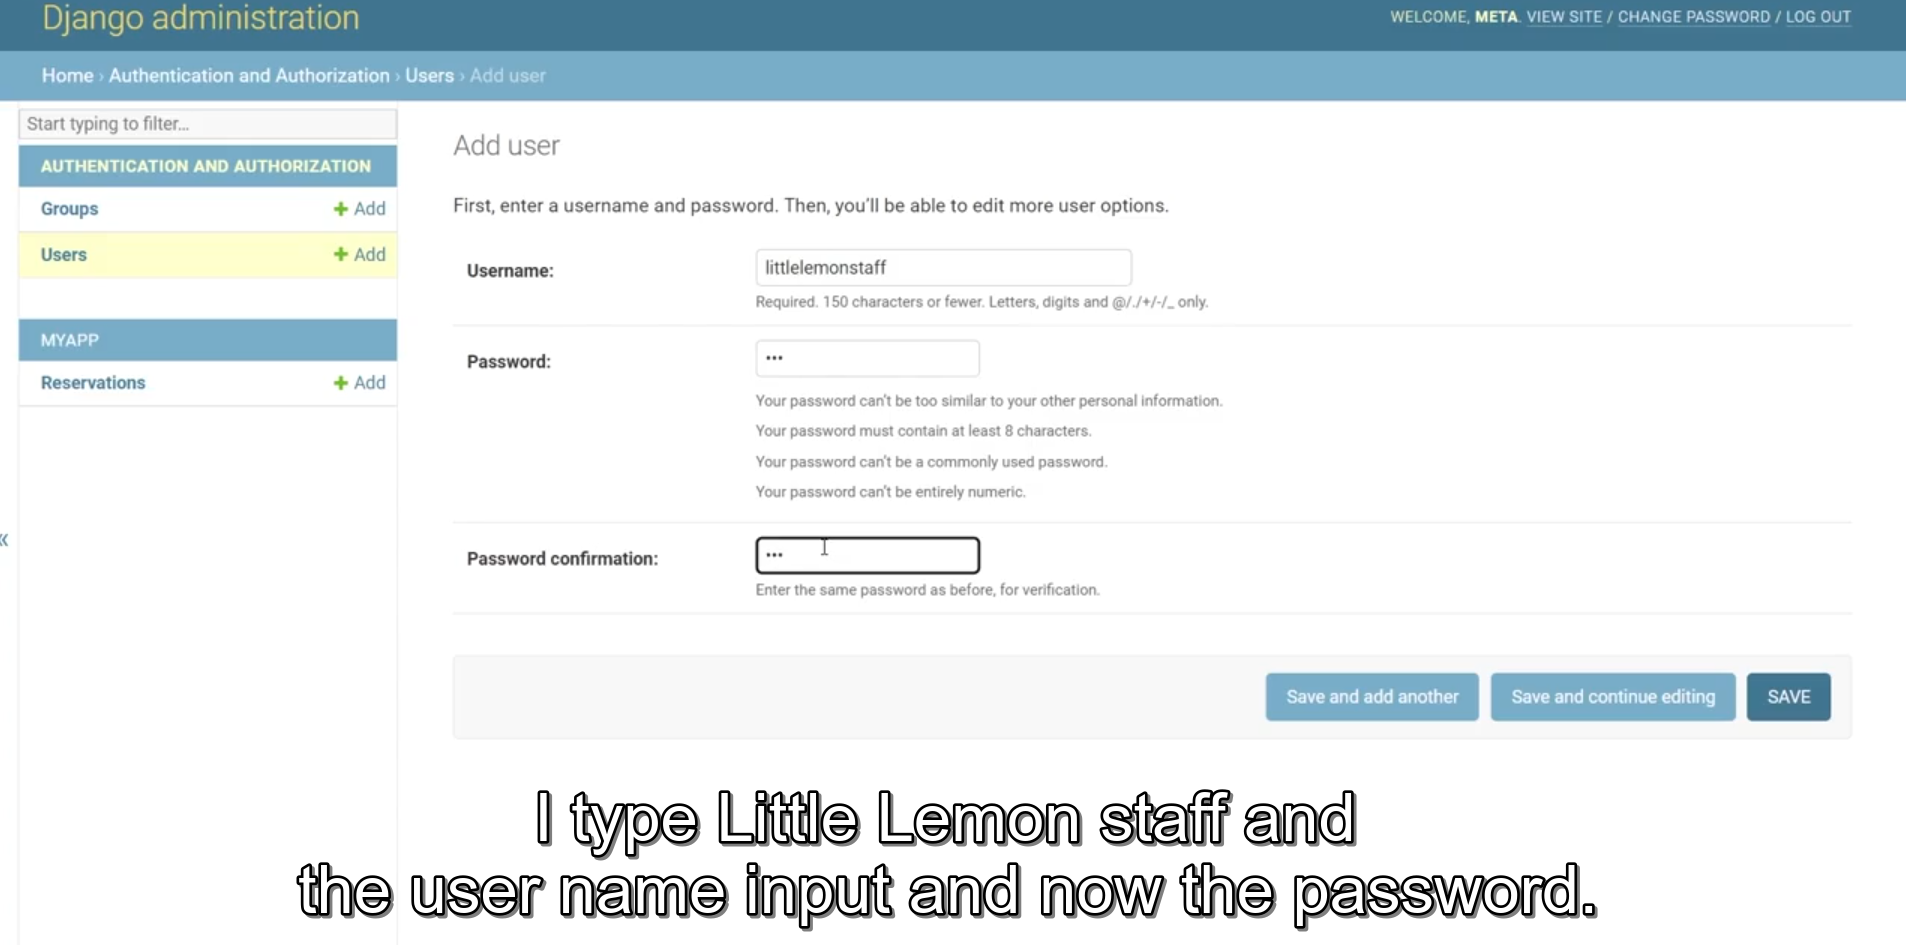 Django administration
WELCOME, META. VIEW SITE / CHANGE PASSWORD / LOG OUT
Home › Authentication and Authorization › Users › Add user
Start typing to filter...
AUTHENTICATION AND AUTHORIZATION
Groups + Add
Users + Add
MYAPP
Reservations + Add
«
Add user
First, enter a username and password. Then, you'll be able to edit more user options.
Username: littlelemonstaff
Required. 150 characters or fewer. Letters, digits and @/./+/-/_ only.
Password: •••
Your password can't be too similar to your other personal information.
Your password must contain at least 8 characters.
Your password can't be a commonly used password.
Your password can't be entirely numeric.
Password confirmation: •••
Enter the same password as before, for verification.
Save and add another Save and continue editing SAVE
I type Little Lemon staff and
the user name input and now the password.